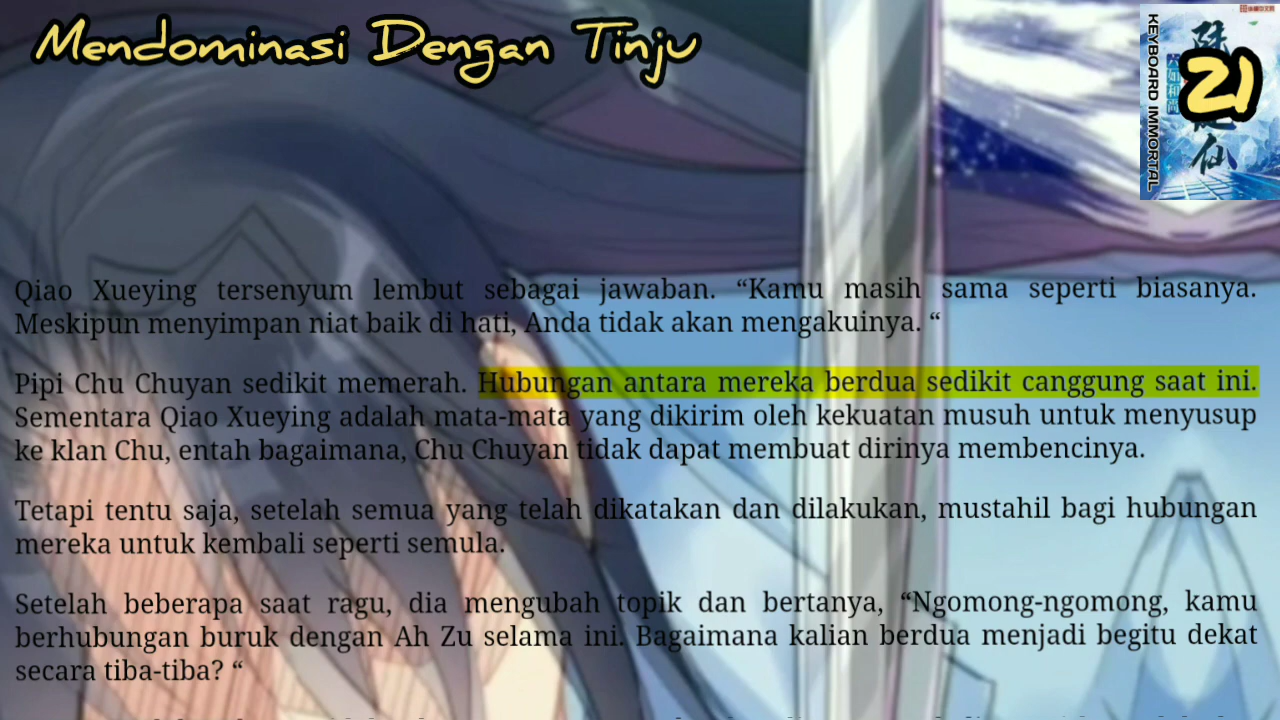 Mendominasi Dengan Tinju
KEYBOARD IMMORTAL
21
仙
Qiao Xueying tersenyum lembut sebagai jawaban. “Kamu masih sama seperti biasanya.
Meskipun menyimpan niat baik di hati, Anda tidak akan mengakuinya. “
Pipi Chu Chuyan sedikit memerah. Hubungan antara mereka berdua sedikit canggung saat ini.
Sementara Qiao Xueying adalah mata-mata yang dikirim oleh kekuatan musuh untuk menyusup
ke klan Chu, entah bagaimana, Chu Chuyan tidak dapat membuat dirinya membencinya.
Tetapi tentu saja, setelah semua yang telah dikatakan dan dilakukan, mustahil bagi hubungan
mereka untuk kembali seperti semula.
Setelah beberapa saat ragu, dia mengubah topik dan bertanya, “Ngomong-ngomong, kamu
berhubungan buruk dengan Ah Zu selama ini. Bagaimana kalian berdua menjadi begitu dekat
secara tiba-tiba? “